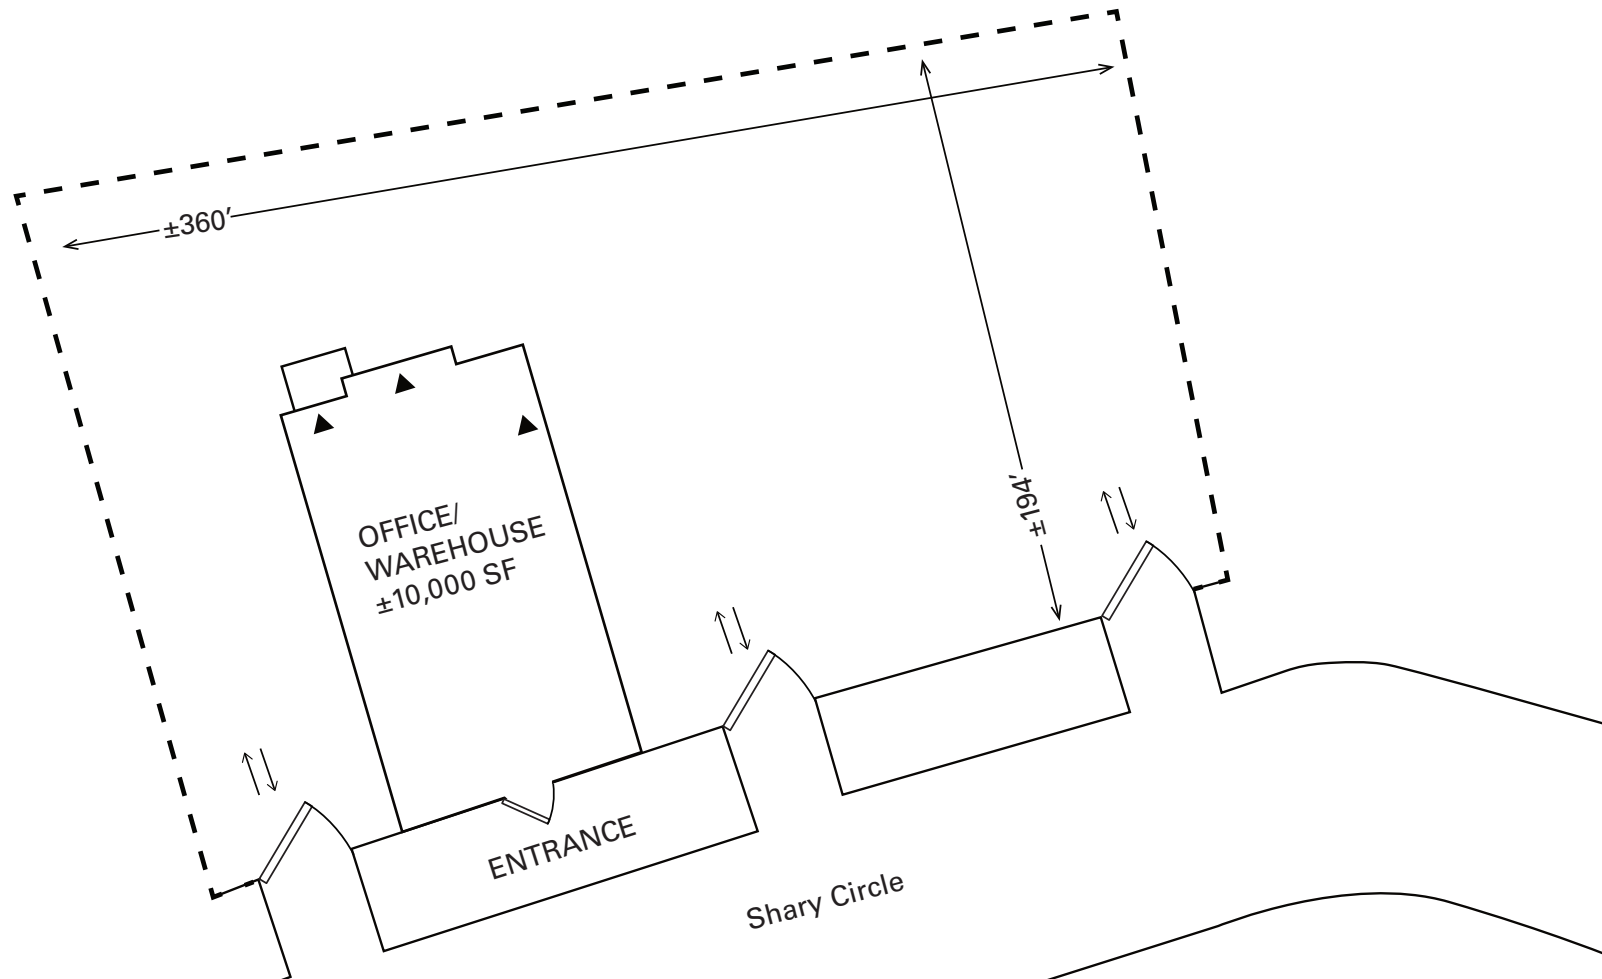 ±360′
±194′
OFFICE/
WAREHOUSE
±10,000 SF
ENTRANCE
Shary Circle